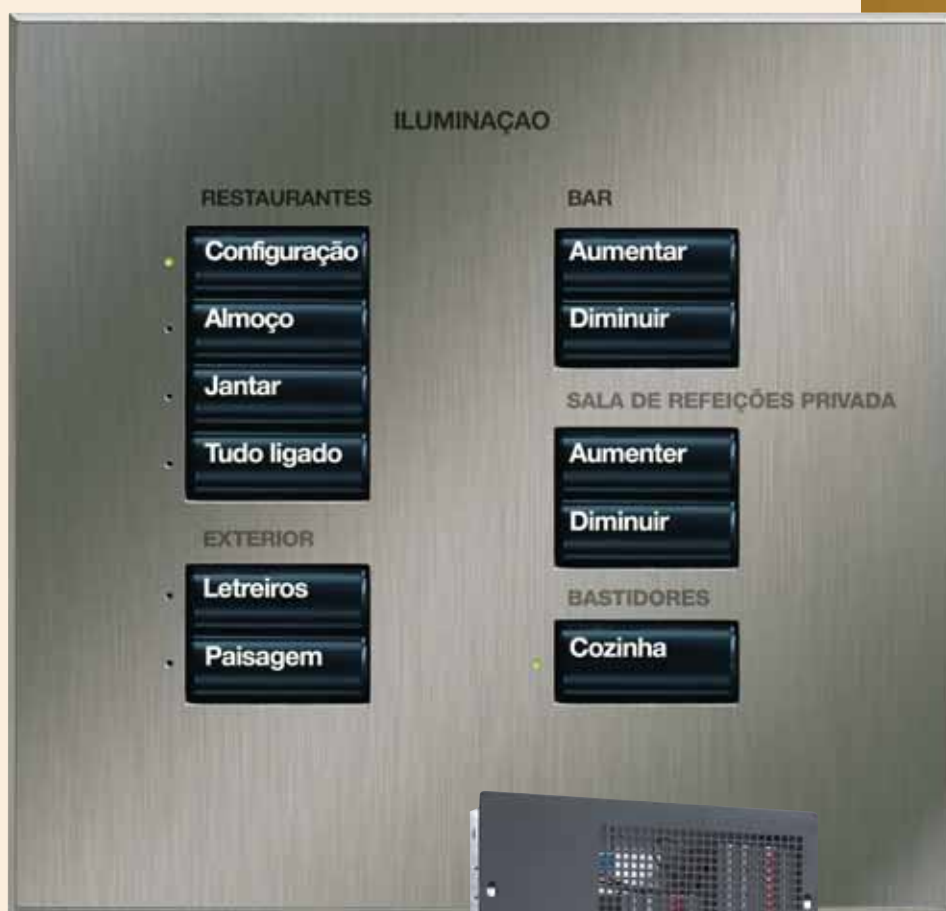 ILUMINAÇAO
RESTAURANTES
Configuração
Almoço
Jantar
Tudo ligado
EXTERIOR
Letreiros
Paisagem
BAR
Aumentar
Diminuir
SALA DE REFEIÇÕES PRIVADA
Aumenter
Diminuir
BASTIDORES
Cozinha